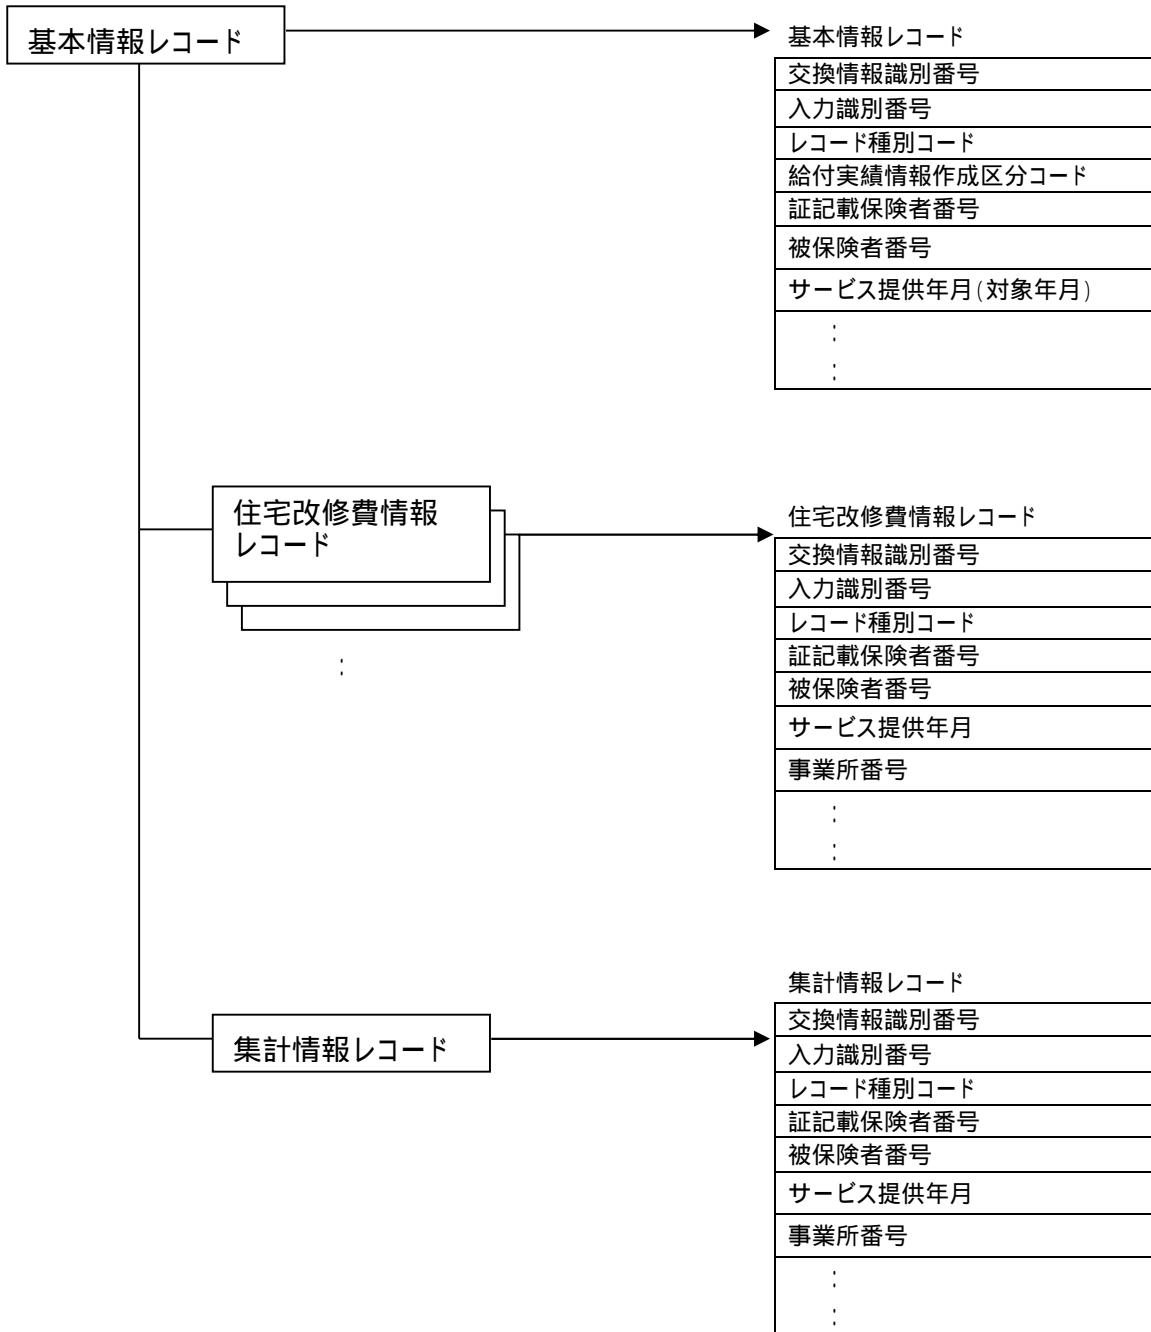 基本情報レコード
基本情報レコード
交換情報識別番号
入力識別番号
レコード種別コード
給付実績情報作成区分コード
証記載保険者番号
被保険者番号
サービス提供年月(対象年月)
:
:
住宅改修費情報
レコード
:
住宅改修費情報レコード
交換情報識別番号
入力識別番号
レコード種別コード
証記載保険者番号
被保険者番号
サービス提供年月
事業所番号
:
:
集計情報レコード
集計情報レコード
交換情報識別番号
入力識別番号
レコード種別コード
証記載保険者番号
被保険者番号
サービス提供年月
事業所番号
:
: